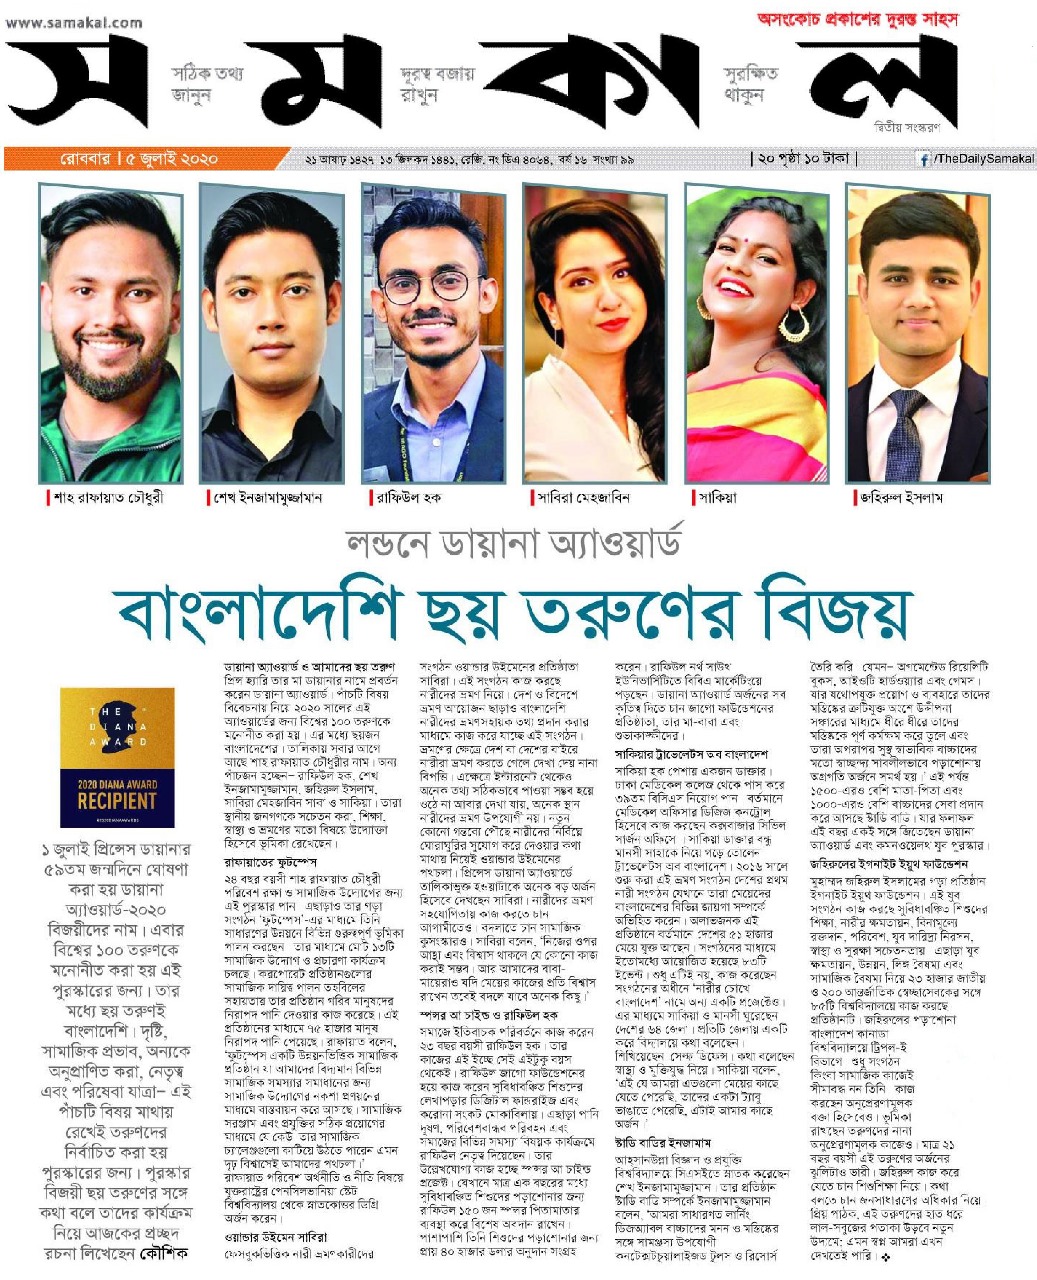 www.samakal.com
অসংকোচ প্রকাশের দুরন্ত সাহস
সমকাল
সঠিক তথ্য
জানুন
দূরত্ব বজায়
রাখুন
সুরক্ষিত
থাকুন
দ্বিতীয় সংস্করণ
রোববার | ৫ জুলাই ২০২০
২১ আষাঢ় ১৪২৭ ১৩ জিলকদ ১৪৪১, রেজি. নং ডিএ ৪০৬৪, বর্ষ ১৬ সংখ্যা ৯৯
| ২০ পৃষ্ঠা ১০ টাকা |
f /TheDailySamakal
শাহ রাফায়াত চৌধুরী
শেখ ইনজামামুজ্জামান
রাফিউল হক
সাবিরা মেহজাবিন
সাকিয়া
জহিরুল ইসলাম
লন্ডনে ডায়ানা অ্যাওয়ার্ড
বাংলাদেশি ছয় তরুণের বিজয়
THE
DIANA
AWARD
2020 DIANA AWARD
RECIPIENT
১ জুলাই প্রিন্সেস ডায়ানার
৫৯তম জন্মদিনে ঘোষণা
করা হয় ডায়ানা
অ্যাওয়ার্ড-২০২০
বিজয়ীদের নাম। এবার
বিশ্বের ১০০ তরুণকে
মনোনীত করা হয় এই
পুরস্কারের জন্য। তার
মধ্যে ছয় তরুণই
বাংলাদেশি। দৃষ্টি,
সামাজিক প্রভাব, অন্যকে
অনুপ্রাণিত করা, নেতৃত্ব
এবং পরিষেবা যাত্রা– এই
পাঁচটি বিষয় মাথায়
রেখেই তরুণদের
নির্বাচিত করা হয়
পুরস্কারের জন্য। পুরস্কার
বিজয়ী ছয় তরুণের সঙ্গে
কথা বলে তাদের কার্যক্রম
নিয়ে আজকের প্রচ্ছদ
রচনা লিখেছেন কৌশিক
ডায়ানা অ্যাওয়ার্ড ও আমাদের ছয় তরুণ
প্রিন্স হ্যারি তার মা ডায়ানার নামে প্রবর্তন
করেন ডায়ানা অ্যাওয়ার্ড। পাঁচটি বিষয়
বিবেচনা নিয়ে ২০২০ সালের এই
অ্যাওয়ার্ডের জন্য বিশ্বের ১০০ তরুণকে
মনোনীত করা হয়। এর মধ্যে ছয়জন
বাংলাদেশের। তালিকায় সবার আগে
আছে শাহ রাফায়াত চৌধুরীর নাম। অন্য
পাঁচজন হচ্ছেন– রাফিউল হক, শেখ
ইনজামামুজ্জামান, জহিরুল ইসলাম,
সাবিরা মেহজাবিন সাবা ও সাকিয়া। তারা
স্থানীয় জনগণকে সচেতন করা, শিক্ষা,
স্বাস্থ্য ও ভ্রমণের মতো বিষয়ে উদ্যোক্তা
হিসেবে ভূমিকা রেখেছেন।
রাফায়াতের ফুটস্টেপস
২৪ বছর বয়সী শাহ রাফায়াত চৌধুরী
পরিবেশ রক্ষা ও সামাজিক উদ্যোগের জন্য
এই পুরস্কার পান। এছাড়াও তার গড়া
সংগঠন 'ফুটস্টেপস'-এর মাধ্যমে তিনি
সাধারণের উন্নয়নে বিভিন্ন গুরুত্বপূর্ণ ভূমিকা
পালন করছেন। তার মাধ্যমে মোট ১৩টি
সামাজিক উদ্যোগ ও প্রচারণা কার্যক্রম
চলছে। করপোরেট প্রতিষ্ঠানগুলোর
সামাজিক দায়িত্ব পালন তহবিলের
সহায়তায় তার প্রতিষ্ঠান গরিব মানুষদের
নিরাপদ পানি দেওয়ার কাজ করেছে। এই
প্রতিষ্ঠানের মাধ্যমে ৭৫ হাজার মানুষ
নিরাপদ পানি পেয়েছে। রাফায়াত বলেন,
'ফুটস্টেপস একটি উন্নয়নভিত্তিক সামাজিক
প্রতিষ্ঠান যা আমাদের বিদ্যমান বিভিন্ন
সামাজিক সমস্যার সমাধানের জন্য
সামাজিক উদ্যোগের নকশা প্রণয়নের
মাধ্যমে বাস্তবায়ন করে আসছে। সামাজিক
সরঞ্জাম এবং প্রযুক্তির সঠিক প্রয়োগের
মাধ্যমে যে কেউ তার সামাজিক
চ্যালেঞ্জগুলো কাটিয়ে উঠতে পারেন এমন
দৃঢ় বিশ্বাসেই আমাদের পথচলা।'
রাফায়াত পরিবেশ অর্থনীতি ও নীতি বিষয়ে
যুক্তরাষ্ট্রের পেনসিলভানিয়া স্টেট
বিশ্ববিদ্যালয় থেকে স্নাতকোত্তর ডিগ্রি
অর্জন করেন।
ওয়ান্ডার উইমেন সাবিরা
ফেসবুকভিত্তিক নারী ভ্রমণকারীদের
সংগঠন ওয়ান্ডার উইমেনের প্রতিষ্ঠাতা
সাবিরা। এই সংগঠন কাজ করছে
নারীদের ভ্রমণ নিয়ে। দেশ ও বিদেশে
ভ্রমণ আয়োজন ছাড়াও বাংলাদেশি
নারীদের ভ্রমণসহায়ক তথ্য প্রদান করার
মাধ্যমে কাজ করে যাচ্ছে এই সংগঠন।
ভ্রমণের ক্ষেত্রে দেশ বা দেশের বাইরে
নারীরা ভ্রমণ করতে গেলে দেখা দেয় নানা
বিপত্তি। এক্ষেত্রে ইন্টারনেট থেকেও
অনেক তথ্য সঠিকভাবে পাওয়া সম্ভব হয়ে
ওঠে না আবার দেখা যায়, অনেক স্থান
নারীদের ভ্রমণ উপযোগী নয়। নতুন
কোনো গন্তব্যে পৌঁছে নারীদের নির্বিঘ্নে
ঘোরাঘুরির সুযোগ করে দেওয়ার কথা
মাথায় নিয়েই ওয়ান্ডার উইমেনের
পথচলা। প্রিন্সেস ডায়ানা অ্যাওয়ার্ডে
তালিকাভুক্ত হওয়াটাকে অনেক বড় অর্জন
হিসেবে দেখছেন সাবিরা। নারীদের ভ্রমণ
সহযোগিতায় কাজ করতে চান
আগামীতেও। বদলাতে চান সামাজিক
কুসংস্কারও। সাবিরা বলেন, 'নিজের ওপর
আস্থা এবং বিশ্বাস থাকলে যে কোনো কাজ
করাই সম্ভব। আর আমাদের বাবা-
মায়েরাও যদি মেয়ের কাজের প্রতি বিশ্বাস
রাখেন তবেই বদলে যাবে অনেক কিছু।'
স্পন্সর আ চাইল্ড ও রাফিউল হক
সমাজে ইতিবাচক পরিবর্তনে কাজ করেন
২৩ বছর বয়সী রাফিউল হক। তার
কাজের এই ইচ্ছে সেই এইটুকু বয়স
থেকেই। রাফিউল জাগো ফাউন্ডেশনের
হয়ে কাজ করেন সুবিধাবঞ্চিত শিশুদের
লেখাপড়ার ডিজিটাল ফান্ডরাইজ এবং
করোনা সংকট মোকাবিলায়। এছাড়া পানি
দূষণ, পরিবেশবান্ধব পরিবহন এবং
সমাজের বিভিন্ন সমস্যা বিষয়ক কার্যক্রমে
রাফিউল নেতৃত্ব দিয়েছেন। তার
উল্লেখযোগ্য কাজ হচ্ছে স্পন্সর আ চাইল্ড
প্রজেক্ট। যেখানে মাত্র এক বছরের মধ্যে
সুবিধাবঞ্চিত শিশুদের পড়াশোনার জন্য
রাফিউল ১৫০ জন স্পন্সর পিতামাতার
ব্যবস্থা করে বিশেষ অবদান রাখেন।
পাশাপাশি তিনি শিশুদের পড়াশোনার জন্য
প্রায় ৪০ হাজার ডলার অনুদান সংগ্রহ
করেন। রাফিউল নর্থ সাউথ
ইউনিভার্সিটিতে বিবিএ মার্কেটিংয়ে
পড়ছেন। ডায়ানা অ্যাওয়ার্ড অর্জনের সব
কৃতিত্ব দিতে চান জাগো ফাউন্ডেশনের
প্রতিষ্ঠাতা, তার মা-বাবা এবং
শুভাকাঙ্ক্ষীদের।
সাকিয়ার ট্রাভেলেটস অব বাংলাদেশ
সাকিয়া হক পেশায় একজন ডাক্তার।
ঢাকা মেডিকেল কলেজ থেকে পাস করে
৩৯তম বিসিএসে নিয়োগ পান। বর্তমানে
মেডিকেল অফিসার ডিজিজ কনট্রোল
হিসেবে কাজ করছেন কক্সবাজার সিভিল
সার্জন অফিসে। সাকিয়া ডাক্তার বন্ধু
মানসী সাহাকে নিয়ে গড়ে তোলেন
ট্রাভেলেটস অব বাংলাদেশ। ২০১৬ সালে
শুরু করা এই ভ্রমণ সংগঠন দেশের প্রথম
নারী সংগঠন যেখানে তারা মেয়েদের
বাংলাদেশের বিভিন্ন জায়গা সম্পর্কে
অভিহিত করেন। অলাভজনক এই
প্রতিষ্ঠানে বর্তমানে দেশের ৫১ হাজার
মেয়ে যুক্ত আছেন। সংগঠনের মাধ্যমে
ইতোমধ্যে আয়োজিত হয়েছে ৮৩টি
ইভেন্ট। শুধু এটিই নয়, কাজ করেছেন
সংগঠনের অধীনে 'নারীর চোখে
বাংলাদেশ' নামে অন্য একটি প্রজেক্টেও।
এর মাধ্যমে সাকিয়া ও মানসী ঘুরেছেন
দেশের ৬৪ জেলা। প্রতিটি জেলায় একটি
করে বিদ্যালয়ে কথা বলেছেন।
শিখিয়েছেন সেল্ফ ডিফেন্স। কথা বলেছেন
স্বাস্থ্য ও মুক্তিযুদ্ধ নিয়ে। সাকিয়া বলেন,
'এই যে আমরা এতগুলো মেয়ের কাছে
যেতে পেরেছি, তাদের একটা ট্যাবু
ভাঙাতে পেরেছি, এটাই আমার কাছে
অর্জন।'
স্টাডি বাডির ইনজামাম
আহসানউল্লা বিজ্ঞান ও প্রযুক্তি
বিশ্ববিদ্যালয়ে সিএসইতে স্নাতক করেছেন
শেখ ইনজামামুজ্জামান। তার প্রতিষ্ঠান
স্টাডি বাডি সম্পর্কে ইনজামামুজ্জামান
বলেন, 'আমরা সাধারণত লার্নিং
ডিজঅ্যাবল বাচ্চাদের মনন ও মস্তিষ্কের
সঙ্গে সামঞ্জস্য উপযোগী
কনটেক্সটচুয়ালাইজড টুলস ও রিসোর্স
তৈরি করি। যেমন– অগমেন্টেড রিয়েলিটি
বুকস, আইওটি হার্ডওয়্যার এবং গেমস।
যার যথোপযুক্ত প্রয়োগ ও ব্যবহারে তাদের
মস্তিষ্কের ত্রুটিযুক্ত অংশে উদ্দীপনা
সঞ্চারের মাধ্যমে ধীরে ধীরে তাদের
মস্তিষ্ককে পূর্ণ কর্মক্ষম করে তুলে এবং
তারা অপরাপর সুস্থ স্বাভাবিক বাচ্চাদের
মতো স্বাচ্ছন্দ্যে সাবলীলভাবে পড়াশোনায়
অগ্রগতি অর্জনে সমর্থ হয়।' এই পর্যন্ত
১৫০০-এরও বেশি মাতা-পিতা এবং
১০০০-এরও বেশি বাচ্চাদের সেবা প্রদান
করে আসছে স্টাডি বাডি। যার ফলাফল
এই বছর একই সঙ্গে জিতেছেন ডায়ানা
অ্যাওয়ার্ড এবং কমনওয়েলথ যুব পুরস্কার।
জহিরুলের ইগনাইট ইয়ুথ ফাউন্ডেশন
মুহাম্মদ জহিরুল ইসলামের গড়া প্রতিষ্ঠান
ইগনাইট ইয়ুথ ফাউন্ডেশন। এই যুব
সংগঠন কাজ করছে সুবিধাবঞ্চিত শিশুদের
শিক্ষা, নারীর ক্ষমতায়ন, বিনামূল্যে
রক্তদান, পরিবেশ, যুব দারিদ্র্য নিরসন,
স্বাস্থ্য ও সুরক্ষা সচেতনতায়। এছাড়া যুব
ক্ষমতায়ন, উন্নয়ন, লিঙ্গ বৈষম্য এবং
সামাজিক বৈষম্য নিয়ে ২৩ হাজার জাতীয়
ও ২০০ আন্তর্জাতিক স্বেচ্ছাসেবকের সঙ্গে
৮৫টি বিশ্ববিদ্যালয়ে কাজ করছে
প্রতিষ্ঠানটি। জহিরুলের পড়াশোনা
বাংলাদেশ কানাডা
বিশ্ববিদ্যালয়ে ট্রিপল-ই
বিভাগে। শুধু সংগঠন
কিংবা সামাজিক কাজেই
সীমাবদ্ধ নন তিনি। কাজ
করছেন অনুপ্রেরণামূলক
বক্তা হিসেবেও। ভূমিকা
রাখছেন তরুণদের নানা
অনুপ্রেরণামূলক কাজেও। মাত্র ২১
বছর বয়সী এই তরুণের অর্জনের
ঝুলিটাও ভারী। জহিরুল কাজ করে
যেতে চান শিশুশিক্ষা নিয়ে। কথা
বলতে চান জনসাধারণের অধিকার নিয়ে।
প্রিয় পাঠক, এই তরুণদের হাত ধরে
লাল-সবুজের পতাকা উড়বে নতুন
উদ্যমে; এমন স্বপ্ন আমরা এখন
দেখতেই পারি।